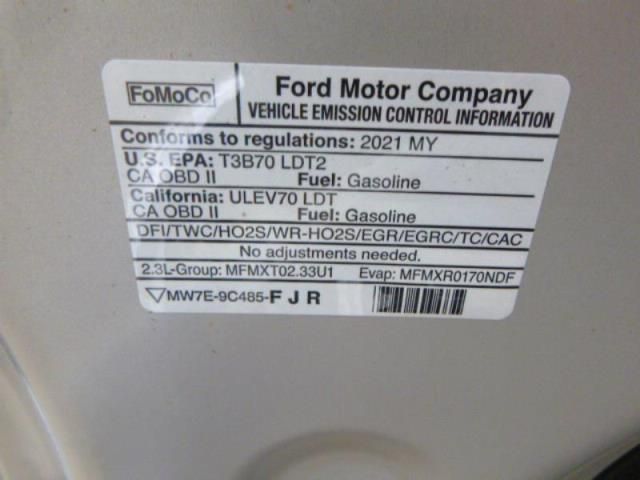 FoMoCo
Ford Motor Company
VEHICLE EMISSION CONTROL INFORMATION
Conforms to regulations: 2021 MY
U.S. EPA: T3B70 LDT2
CA OBD II Fuel: Gasoline
California: ULEV70 LDT
CA OBD II Fuel: Gasoline
DFI/TWC/HO2S/WR-HO2S/EGR/EGRC/TC/CAC
No adjustments needed.
2.3L-Group: MFMXT02.33U1 Evap: MFMXR0170NDF
MW7E-9C485-F J R